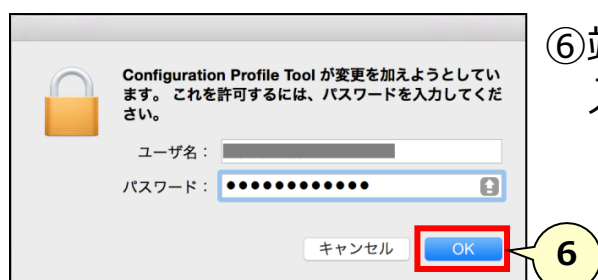 Configuration Profile Tool が変更を加えようとしてい
ます。 これを許可するには、パスワードを入力してくだ
さい。
ユーザ名：
パスワード： ●●●●●●●●●●●●
キャンセル OK
6
⑥